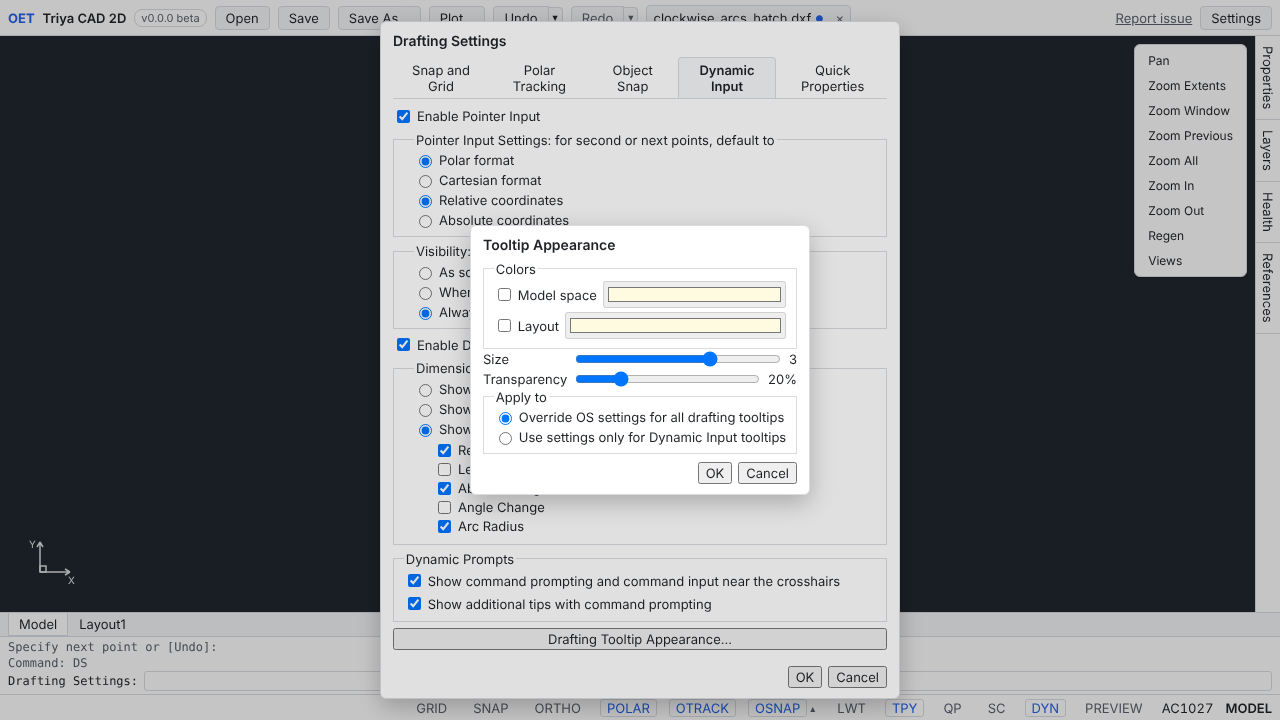 OET Triya CAD 2D v0.0.0 beta Open Save Save As... Plot... Undo ▾ Redo ▾ clockwise_arcs_hatch.dxf ● × Report issue Settings
Drafting Settings
Snap and Grid
Polar Tracking
Object Snap
Dynamic Input
Quick Properties
Enable Pointer Input
Pointer Input Settings: for second or next points, default to
Polar format
Cartesian format
Relative coordinates
Absolute coordinates
Visibility:
Alwa
Enable D
Dimensio
Show
Show
Show
Angle Change
Arc Radius
Dynamic Prompts
Show command prompting and command input near the crosshairs
Show additional tips with command prompting
Drafting Tooltip Appearance...
OK Cancel
Tooltip Appearance
Colors
Model space
Layout
Size 3
Transparency 20%
Apply to
Override OS settings for all drafting tooltips
Use settings only for Dynamic Input tooltips
OK Cancel
Pan
Zoom Extents
Zoom Window
Zoom Previous
Zoom All
Zoom In
Zoom Out
Regen
Views
Properties
Layers
Health
References
Y
X
Model Layout1
Specify next point or [Undo]:
Command: DS
Drafting Settings:
GRID SNAP ORTHO POLAR OTRACK OSNAP ▴ LWT TPY QP SC DYN PREVIEW AC1027 MODEL